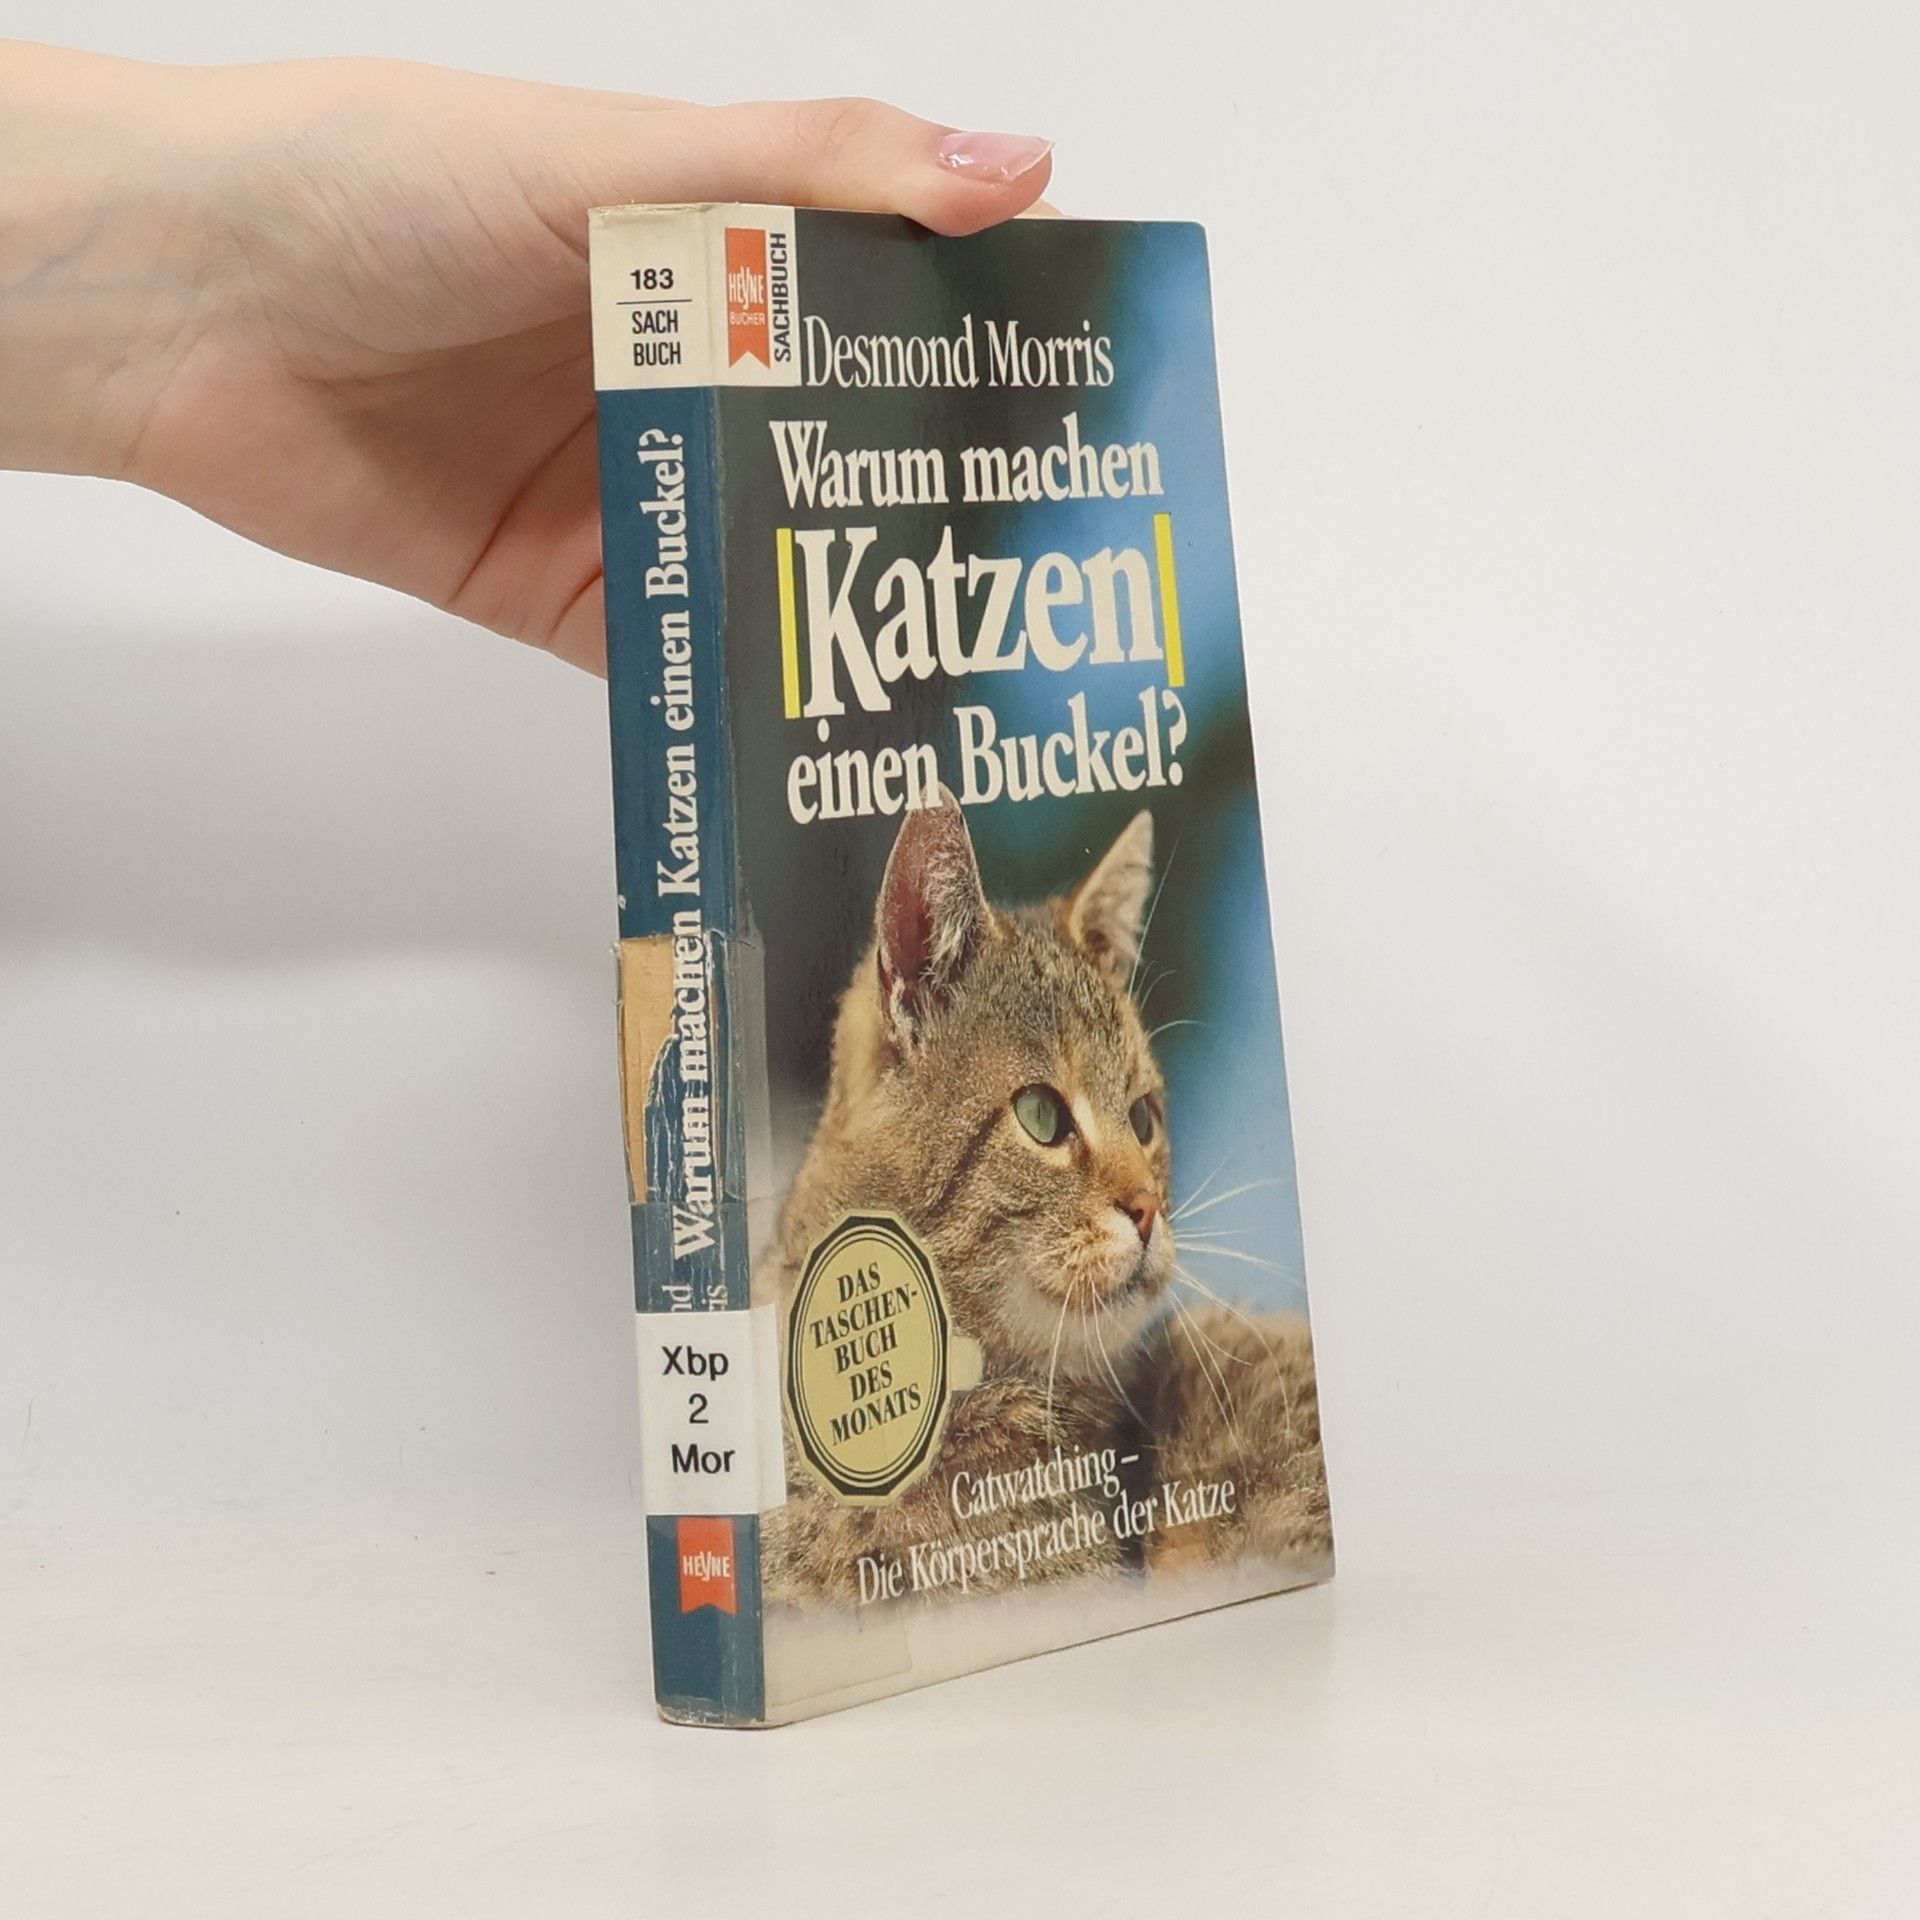 183
SACH
BUCH
Warum machen Katzen einen Buckel?
Xbp
2
Mor
HEYNE
HEYNE
BÜCHER
SACHBUCH
Desmond Morris
Warum machen
Katzen
einen Buckel?
DAS
TASCHEN-
BUCH
DES
MONATS
Catwatching –
Die Körpersprache der Katze